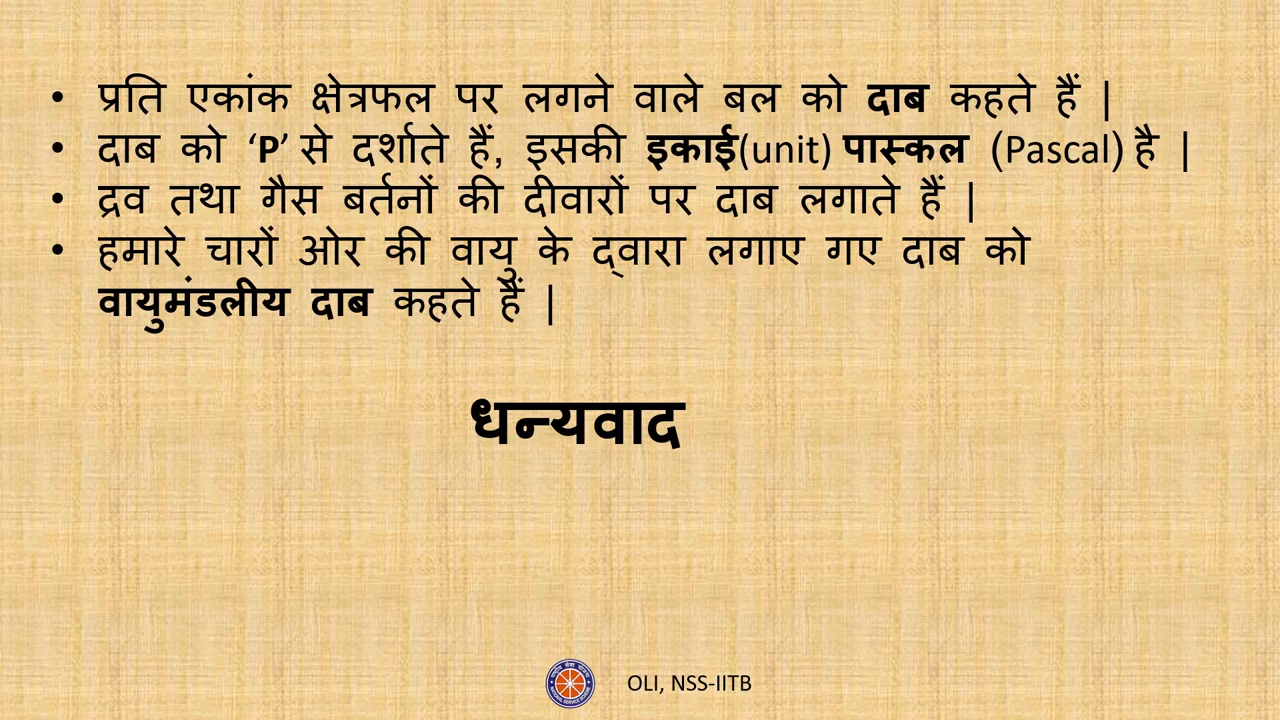 • प्रति एकांक क्षेत्रफल पर लगने वाले बल को दाब कहते हैं |
• दाब को ‘P’ से दर्शाते हैं, इसकी इकाई(unit) पास्कल (Pascal) है |
• द्रव तथा गैस बर्तनों की दीवारों पर दाब लगाते हैं |
• हमारे चारों ओर की वायु के द्वारा लगाए गए दाब को
वायुमंडलीय दाब कहते हैं |
धन्यवाद
OLI, NSS-IITB